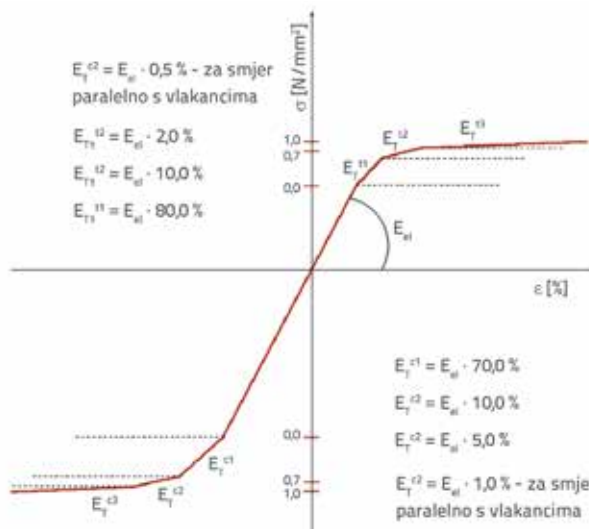 E_T^c2 = E_el · 0,5 % - za smjer
paralelno s vlakancima
E_T1^t2 = E_el · 2,0 %
E_T1^t2 = E_el · 10,0 %
E_T1^t1 = E_el · 80,0 %
σ [N/mm²]
1,0
0,7
0,0
E_T^t1
E_T^t2
E_T^t3
E_el
ε [%]
0,0
0,7
1,0
E_T^c1
E_T^c2
E_T^c3
E_T^c1 = E_el · 70,0 %
E_T^c2 = E_el · 10,0 %
E_T^c2 = E_el · 5,0 %
E_T^c2 = E_el · 1,0 % - za smje
paralelno s vlakancima